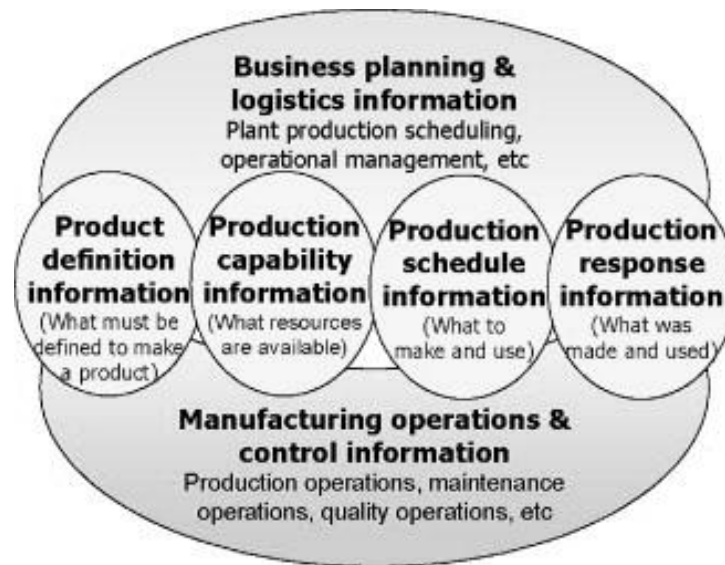 Business planning &
logistics information
Plant production scheduling,
operational management, etc
Product
definition
information
(What must be
defined to make
a product)
Production
capability
information
(What resources
are available)
Production
schedule
information
(What to
make and use)
Production
response
information
(What was
made and used)
Manufacturing operations &
control information
Production operations, maintenance
operations, quality operations, etc